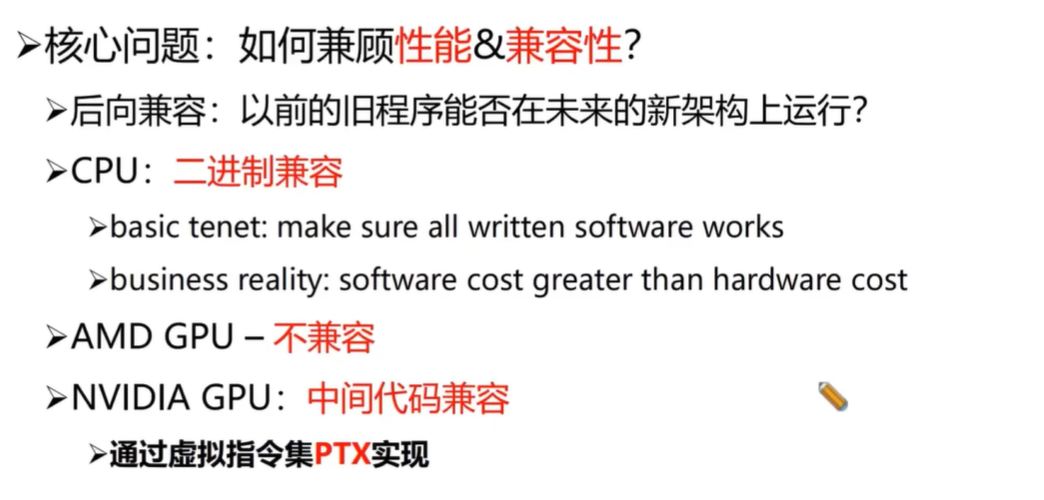 ➢核心问题：如何兼顾性能&兼容性?
➢后向兼容：以前的旧程序能否在未来的新架构上运行?
➢CPU：二进制兼容
➢basic tenet: make sure all written software works
➢business reality: software cost greater than hardware cost
➢AMD GPU – 不兼容
➢NVIDIA GPU：中间代码兼容
➢通过虚拟指令集PTX实现